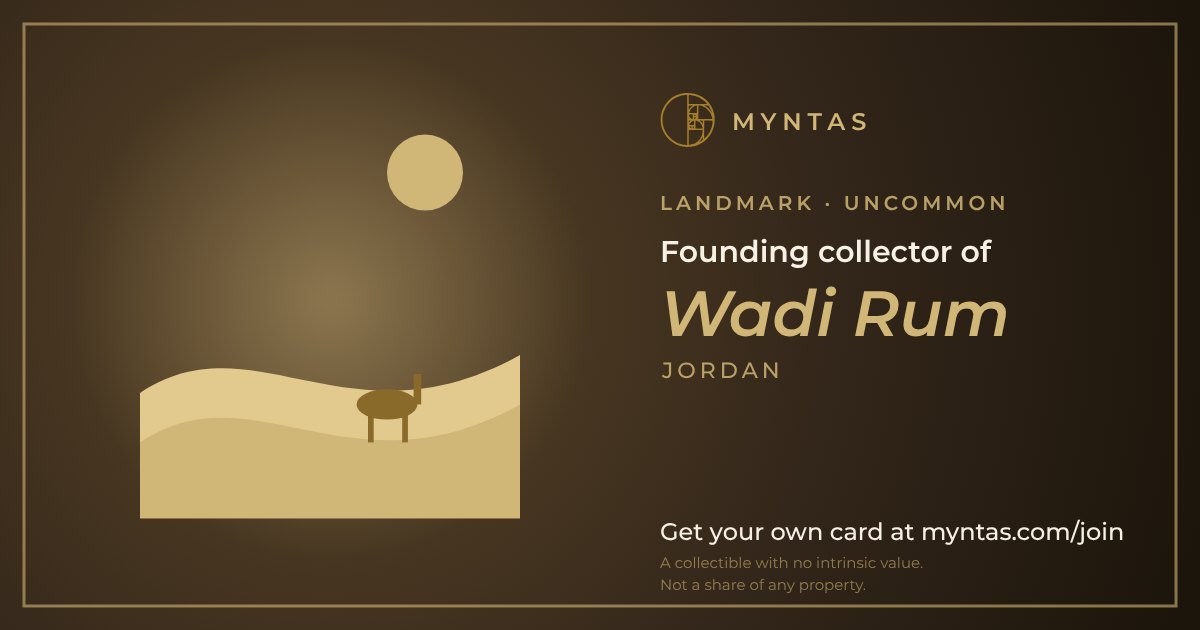 MYNTAS
LANDMARK · UNCOMMON
Founding collector of
Wadi Rum
JORDAN
Get your own card at myntas.com/join
A collectible with no intrinsic value.
Not a share of any property.